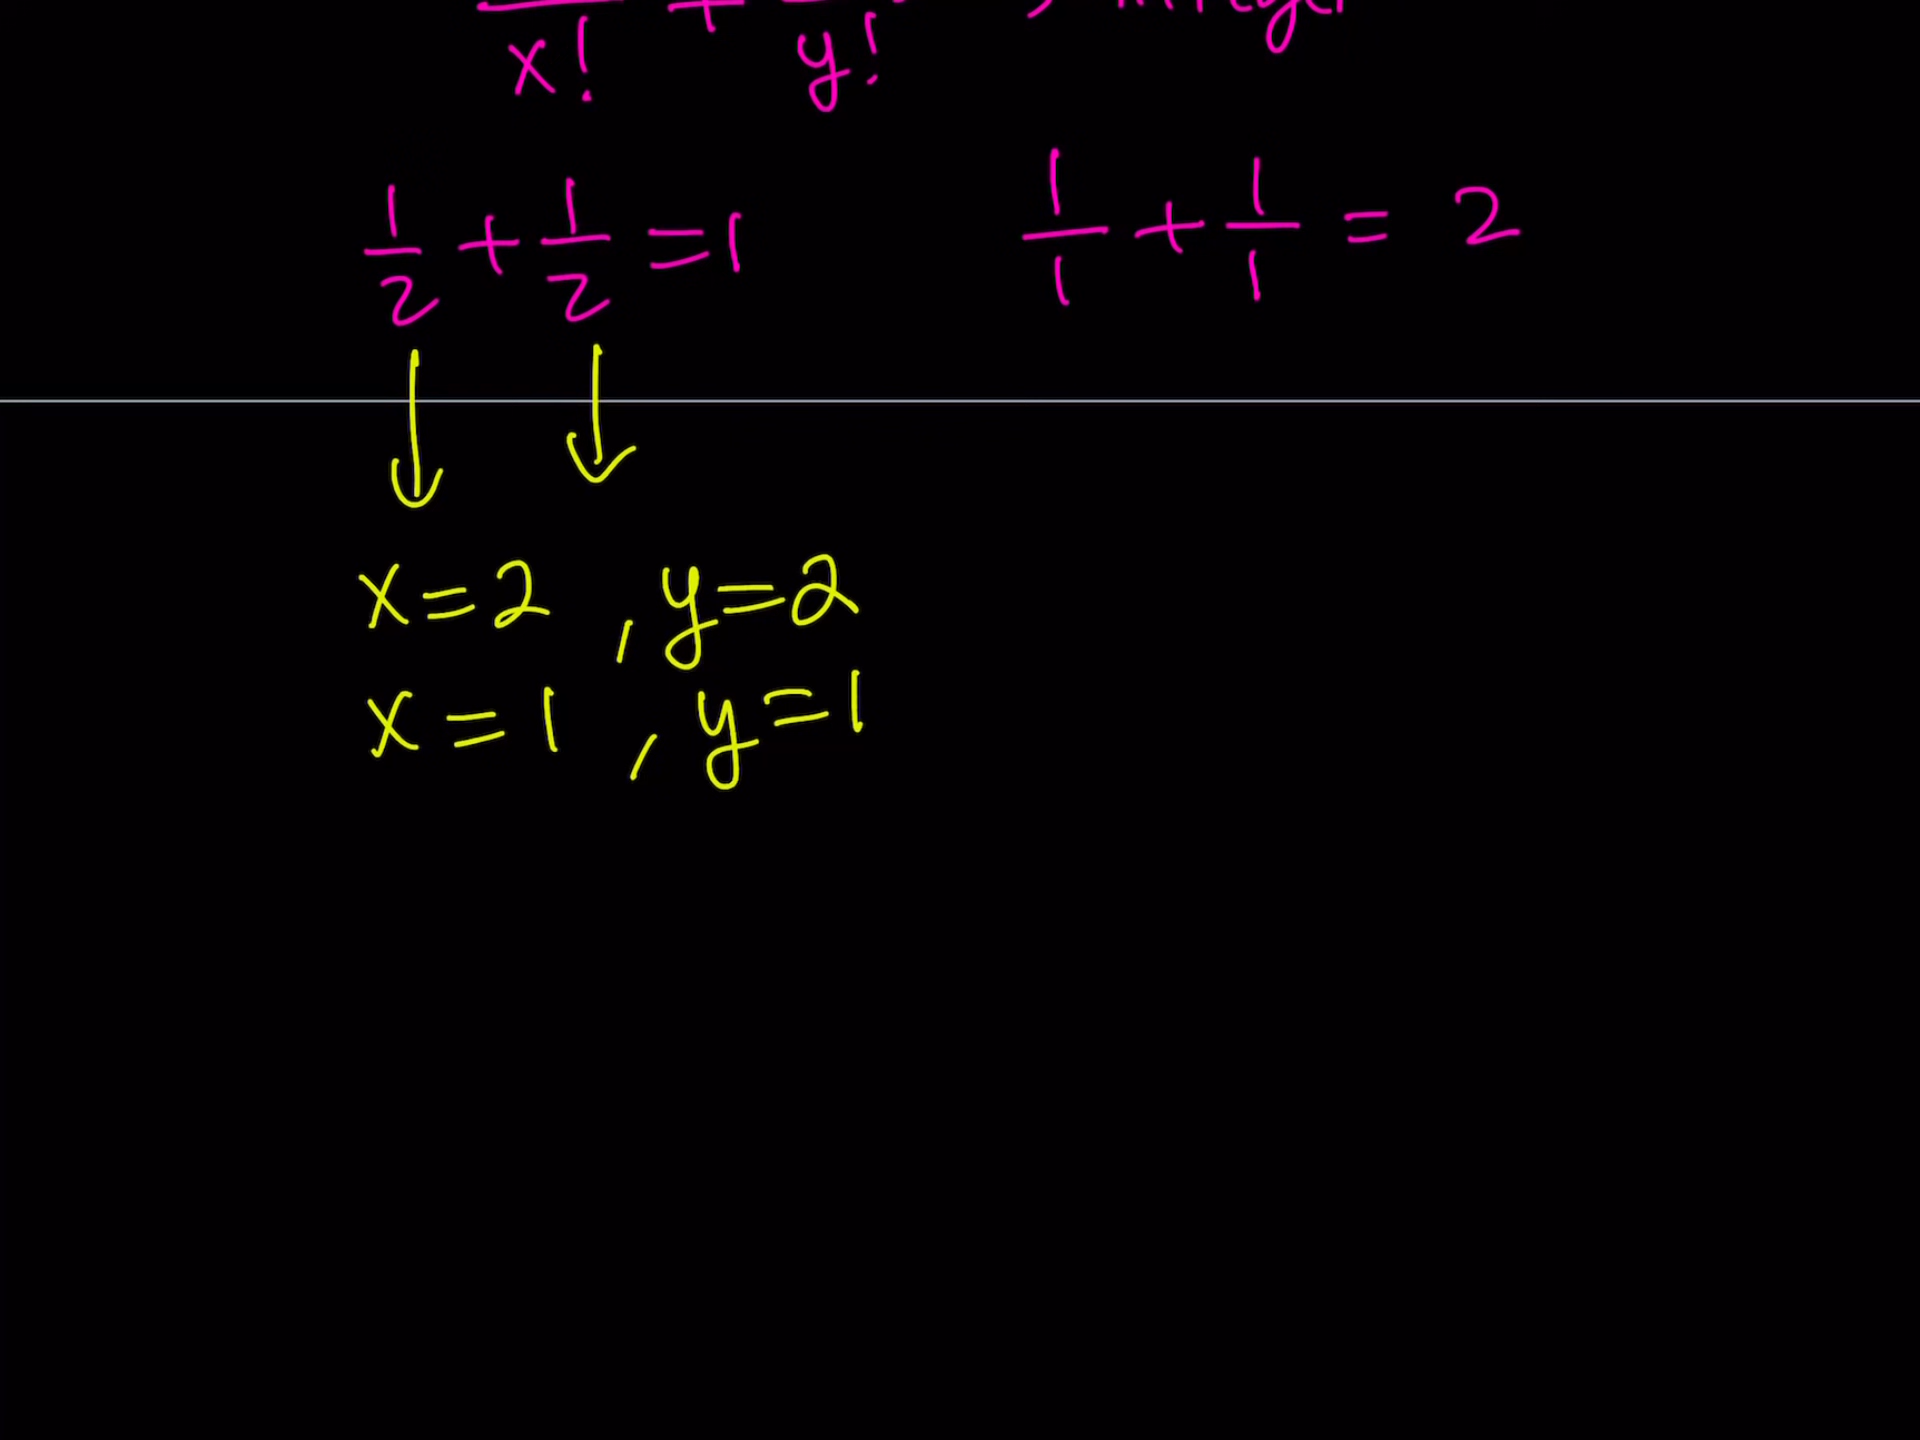 x! + y!
1/2 + 1/2 = 1
1/1 + 1/1 = 2
x = 2 , y = 2
x = 1 , y = 1